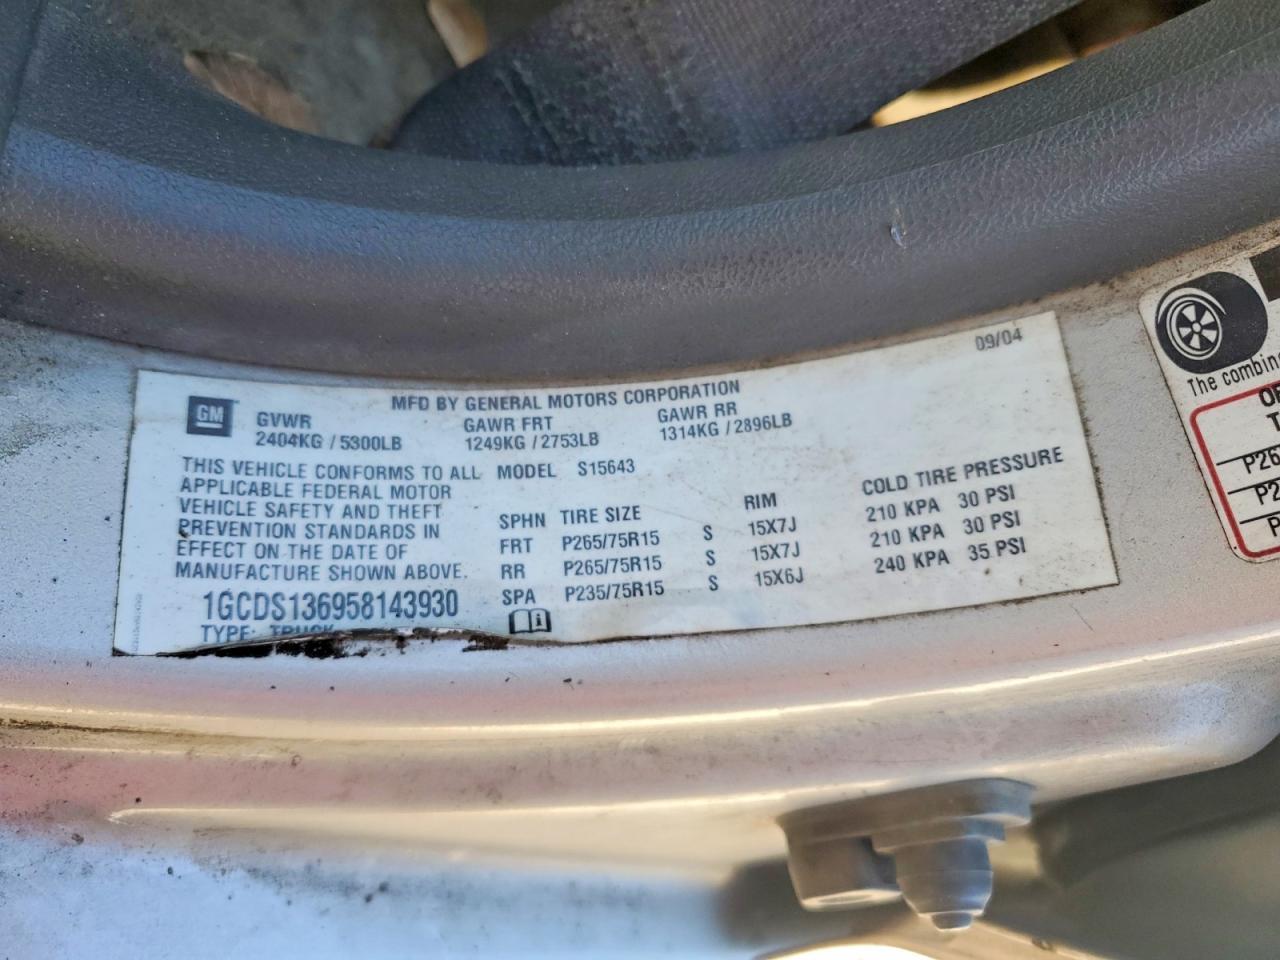 09/04
GM
MFD BY GENERAL MOTORS CORPORATION
GVWR GAWR FRT GAWR RR
2404KG / 5300LB 1249KG / 2753LB 1314KG / 2896LB
THIS VEHICLE CONFORMS TO ALL
APPLICABLE FEDERAL MOTOR
VEHICLE SAFETY AND THEFT
PREVENTION STANDARDS IN
EFFECT ON THE DATE OF
MANUFACTURE SHOWN ABOVE.
1GCDS136958143930
TYPE: TRUCK
MODEL S15643
SPHN TIRE SIZE RIM COLD TIRE PRESSURE
FRT P265/75R15 S 15X7J 210 KPA 30 PSI
RR P265/75R15 S 15X7J 210 KPA 30 PSI
SPA P235/75R15 S 15X6J 240 KPA 35 PSI
The combin